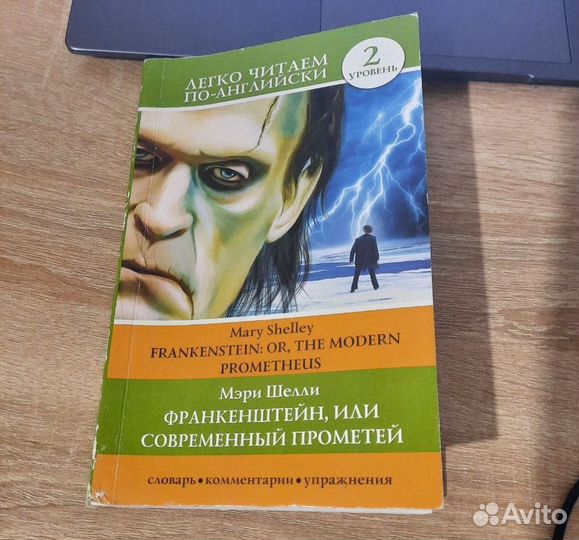 ЛЕГКО ЧИТАЕМ
ПО-АНГЛИЙСКИ
2
УРОВЕНЬ
Mary Shelley
FRANKENSTEIN: OR, THE MODERN
PROMETHEUS
Мэри Шелли
ФРАНКЕНШТЕЙН, ИЛИ
СОВРЕМЕННЫЙ ПРОМЕТЕЙ
словарь • комментарии • упражнения
Avito